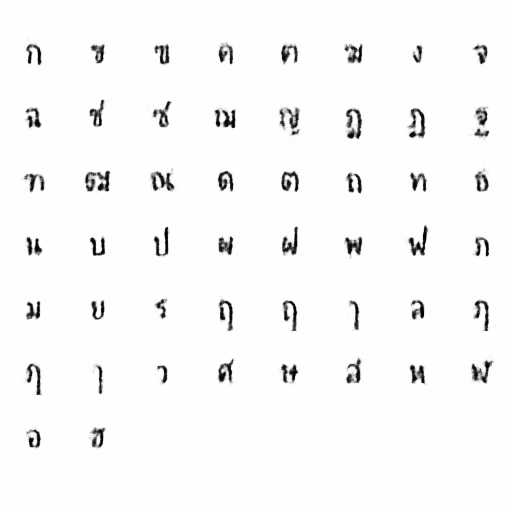 ก ข ฃ ค ฅ ฆ ง จ
ฉ ช ซ ฌ ญ ฎ ฏ ฐ
ฑ ฒ ณ ด ต ถ ท ธ
น บ ป ผ ฝ พ ฟ ภ
ม ย ร ฤ ฤ ๅ ล ฦ
ฦ ๅ ว ศ ษ ส ห ฬ
อ ฮ